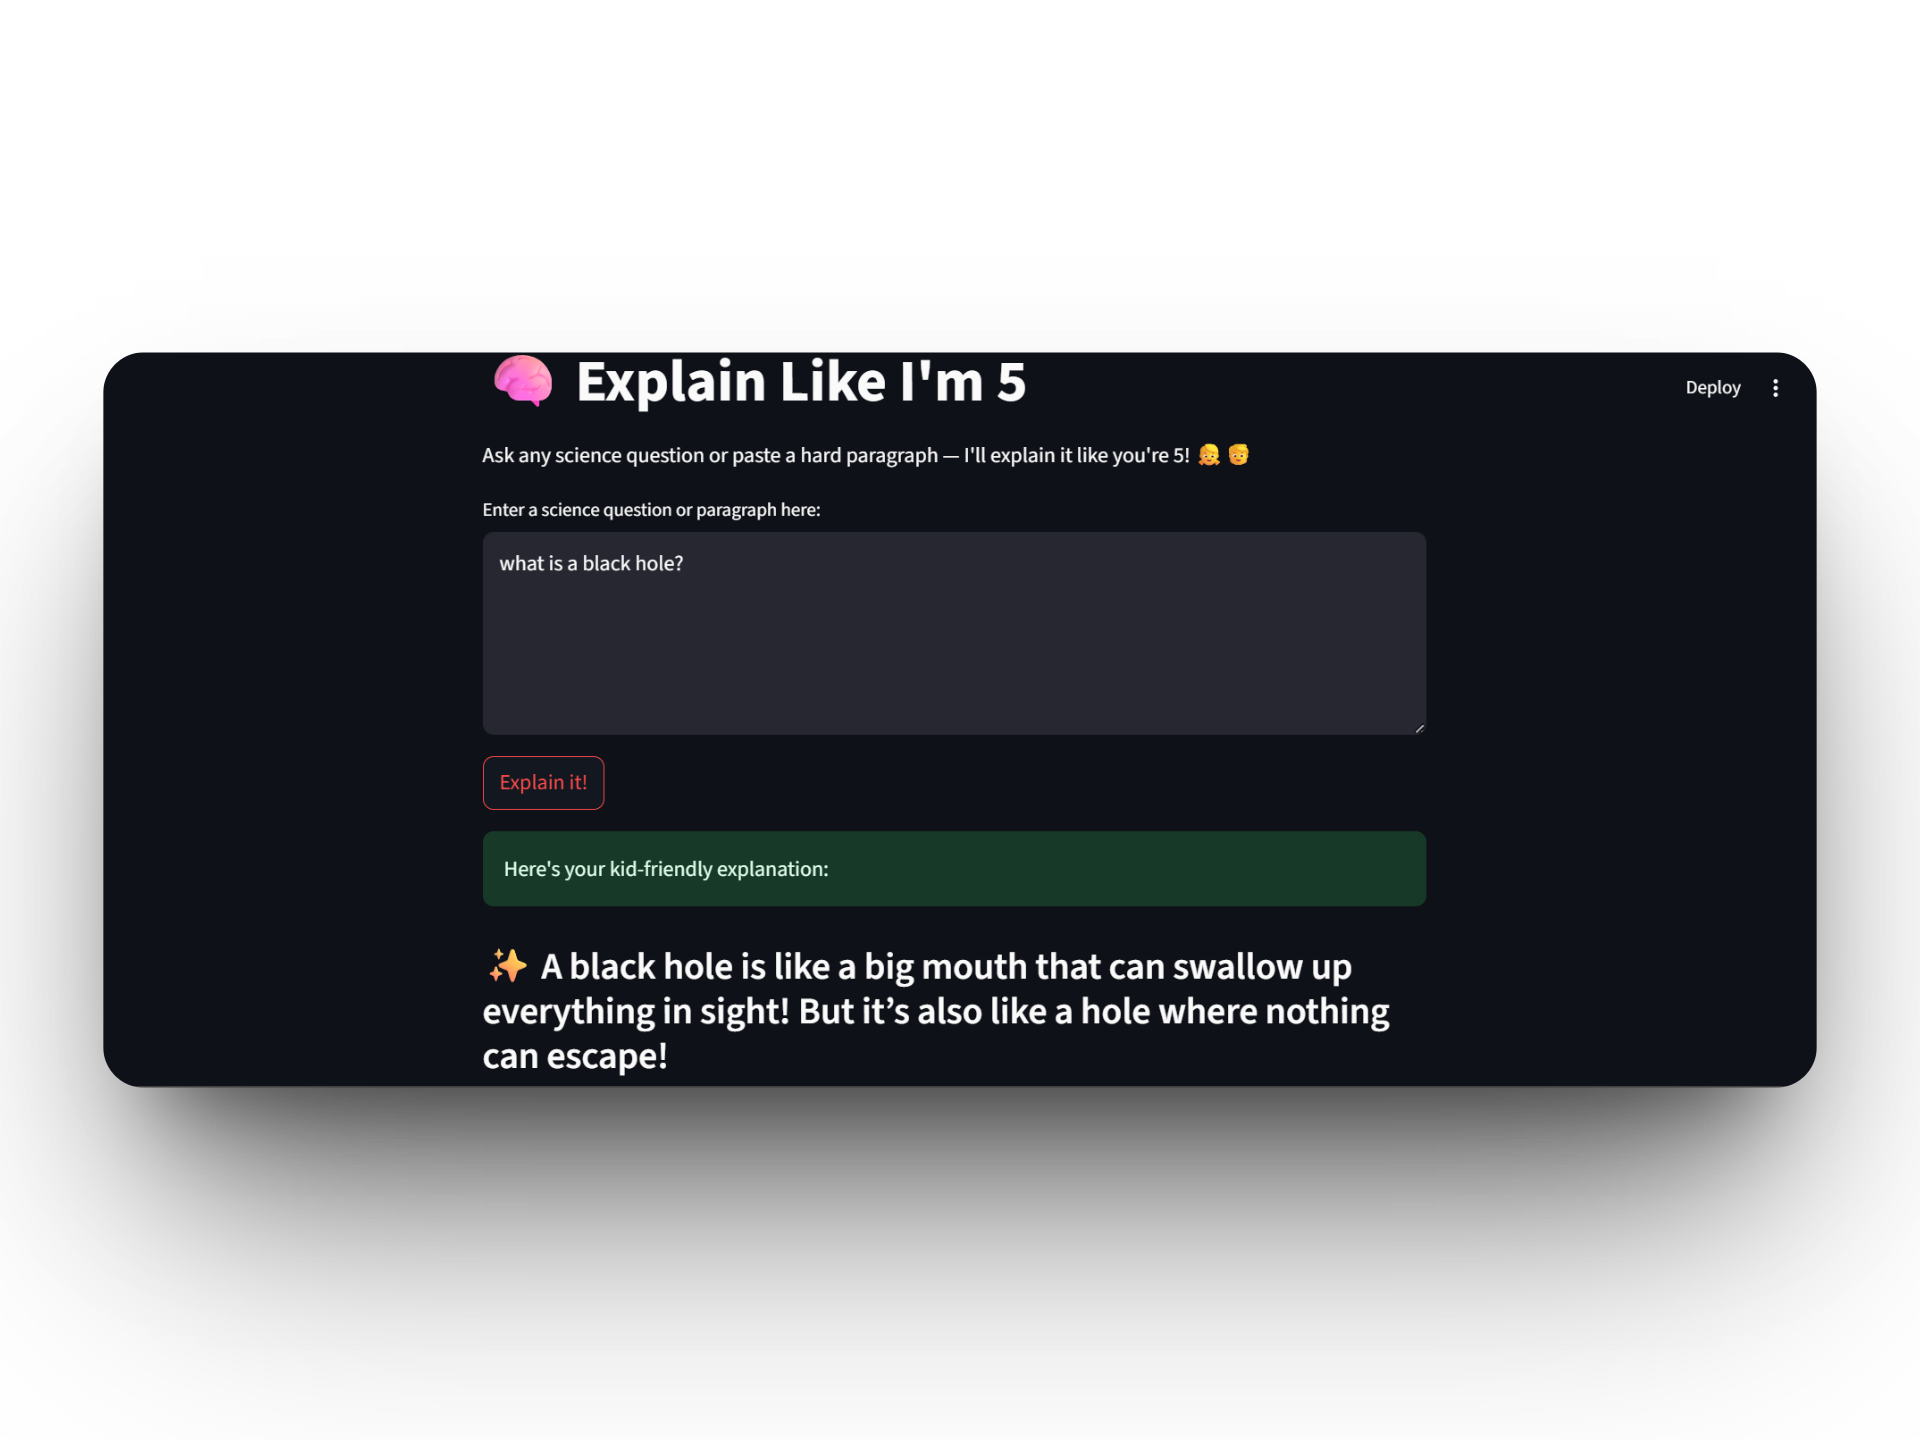 🧠 Explain Like I'm 5
Deploy
Ask any science question or paste a hard paragraph — I'll explain it like you're 5! 👧 🧒
Enter a science question or paragraph here:
what is a black hole?
Explain it!
Here's your kid-friendly explanation:
✨ A black hole is like a big mouth that can swallow up
everything in sight! But it’s also like a hole where nothing
can escape!